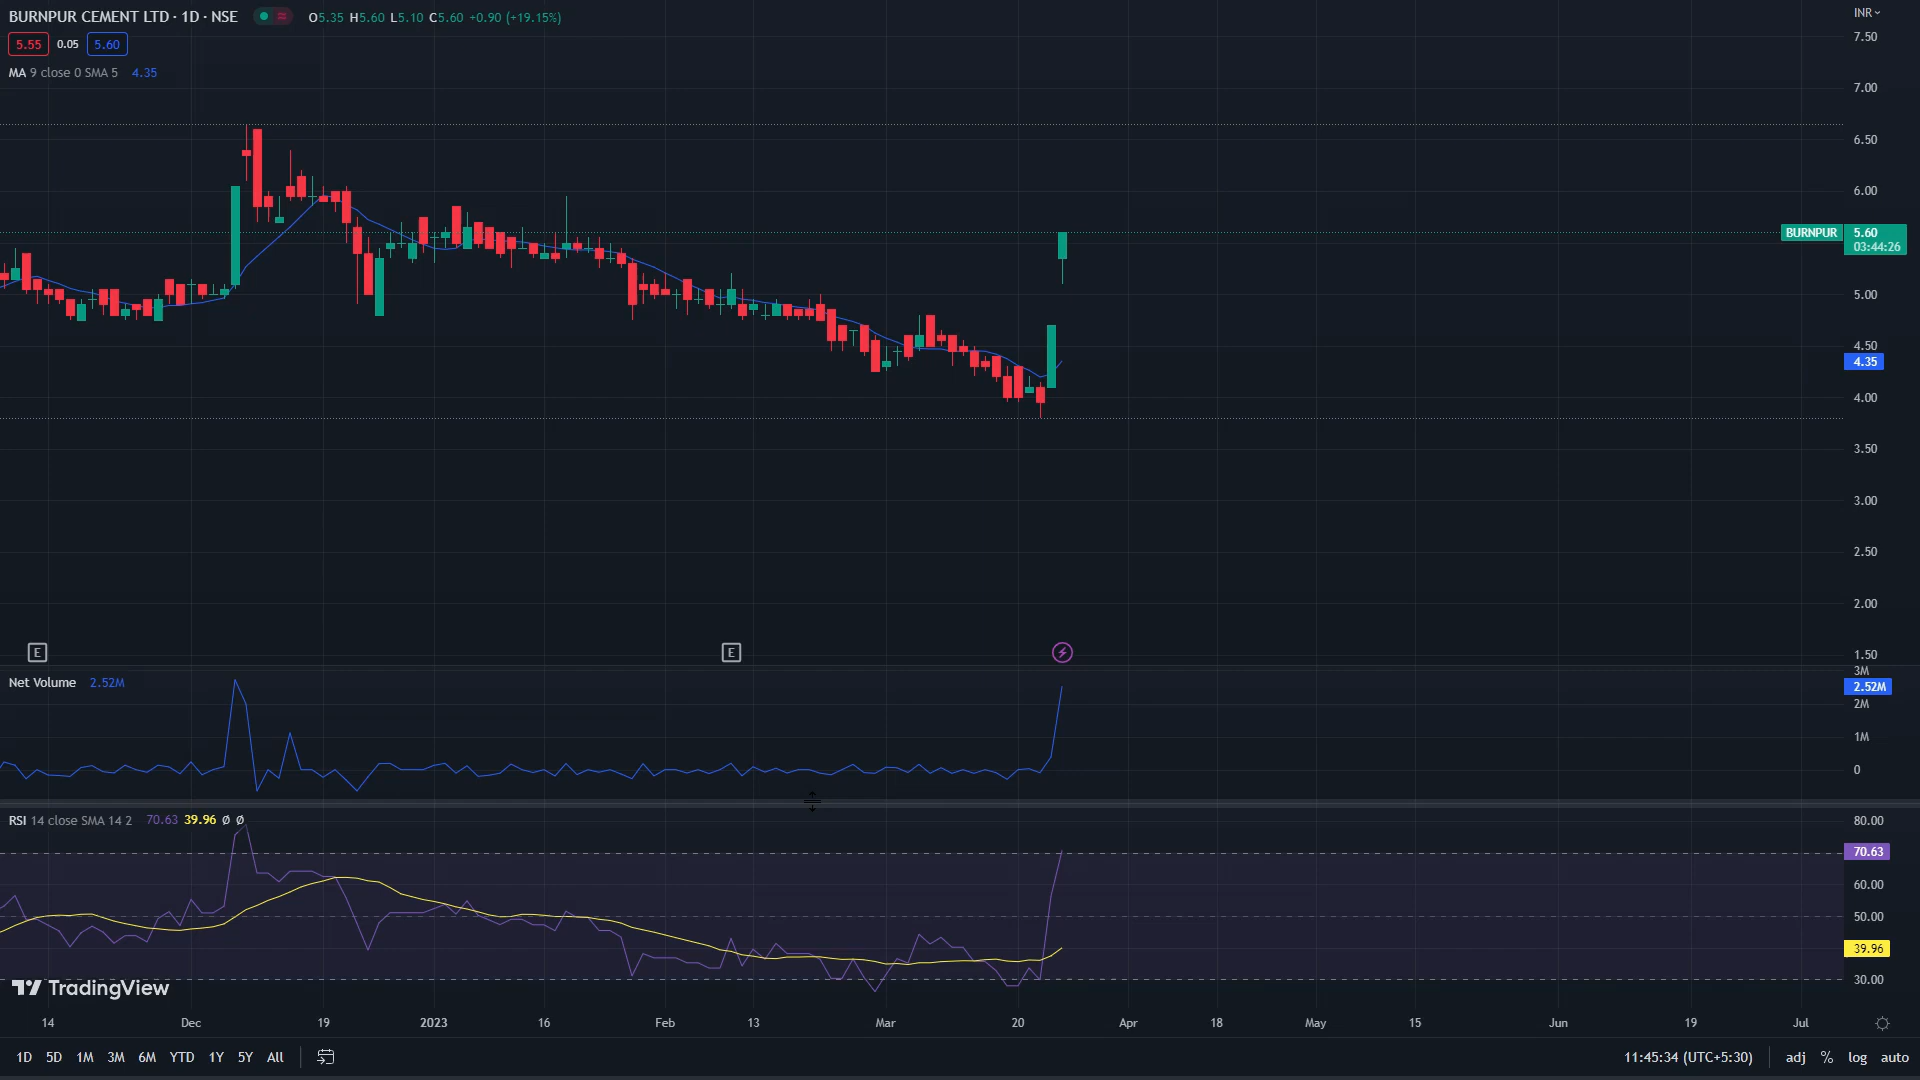 BURNPUR CEMENT LTD · 1D · NSE O5.35 H5.60 L5.10 C5.60 +0.90 (+19.15%)
INR
5.55 0.05 5.60
MA 9 close 0 SMA 5 4.35
7.50
7.00
6.50
6.00
BURNPUR 5.60
03:44:26
5.00
4.50
4.35
4.00
3.50
3.00
2.50
2.00
E E
1.50
Net Volume 2.52M
3M
2.52M
2M
1M
0
RSI 14 close SMA 14 2 70.63 39.96 Ø Ø
80.00
70.63
60.00
50.00
39.96
30.00
TradingView
14 Dec 19 2023 16 Feb 13 Mar 20 Apr 18 May 15 Jun 19 Jul
1D 5D 1M 3M 6M YTD 1Y 5Y All 11:45:34 (UTC+5:30) adj % log auto